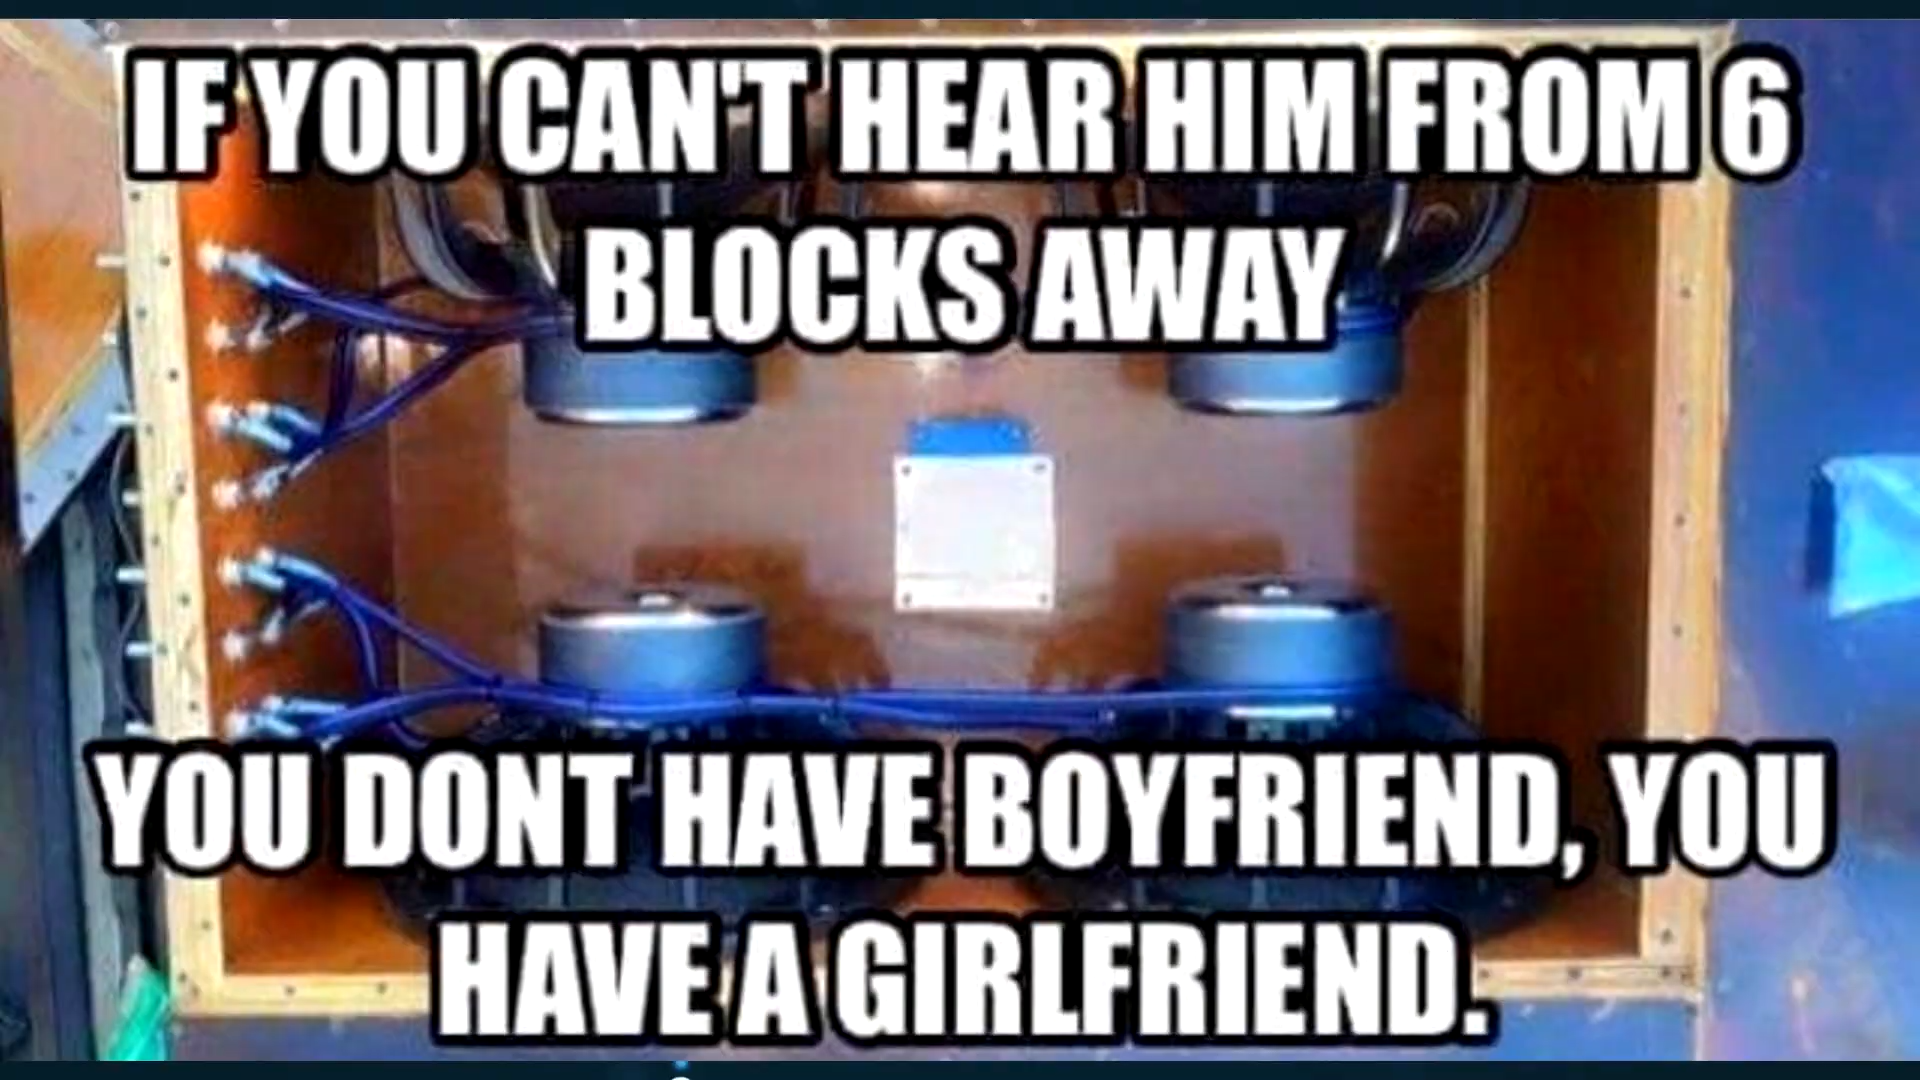 IF YOU CAN'T HEAR HIM FROM 6
BLOCKS AWAY
YOU DONT HAVE BOYFRIEND, YOU
HAVE A GIRLFRIEND.